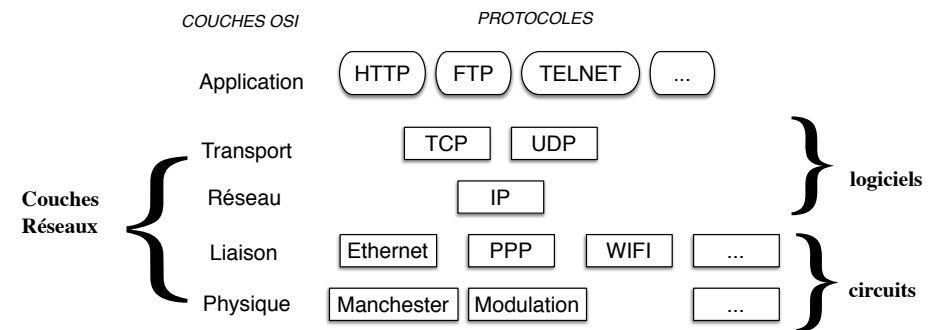 COUCHES OSI PROTOCOLES
Application HTTP FTP TELNET ...
Transport TCP UDP
logiciels
Couches
Réseaux
Réseau IP
Liaison Ethernet PPP WIFI ...
circuits
Physique Manchester Modulation ...